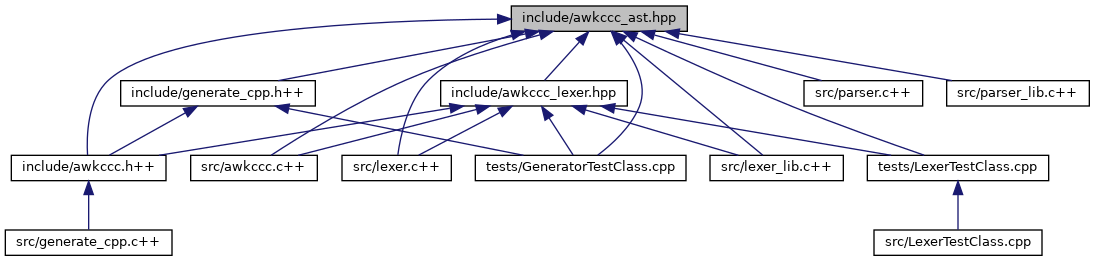 include/awkccc_ast.hpp
include/generate_cpp.h++
include/awkccc_lexer.hpp
src/parser.c++
src/parser_lib.c++
include/awkccc.h++
src/awkccc.c++
src/lexer.c++
tests/GeneratorTestClass.cpp
src/lexer_lib.c++
tests/LexerTestClass.cpp
src/generate_cpp.c++
src/LexerTestClass.cpp